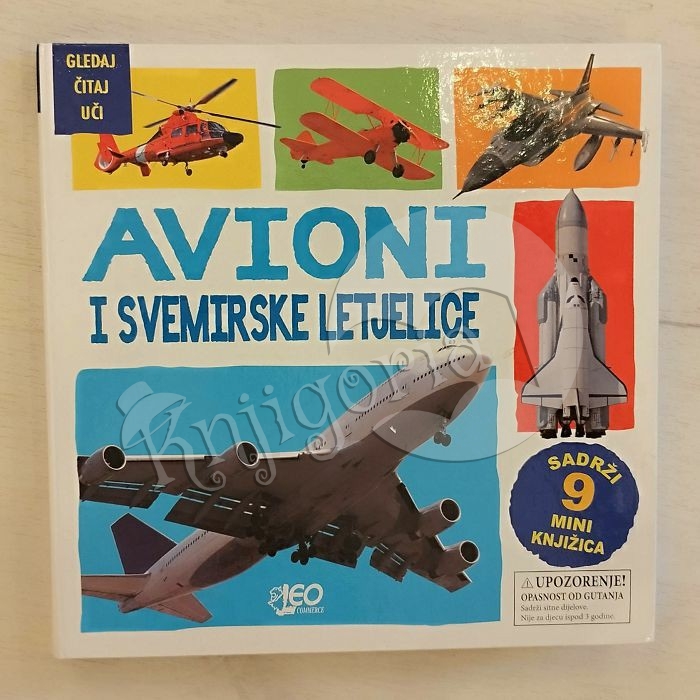 GLEDAJ
ČITAJ
UČI
AVIONI
I SVEMIRSKE LETJELICE
Knjigoria
SADRŽI
9
MINI
KNJIŽICA
LEO
COMMERCE
⚠ UPOZORENJE!
OPASNOST OD GUTANJA
Sadrži sitne dijelove.
Nije za djecu ispod 3 godine.